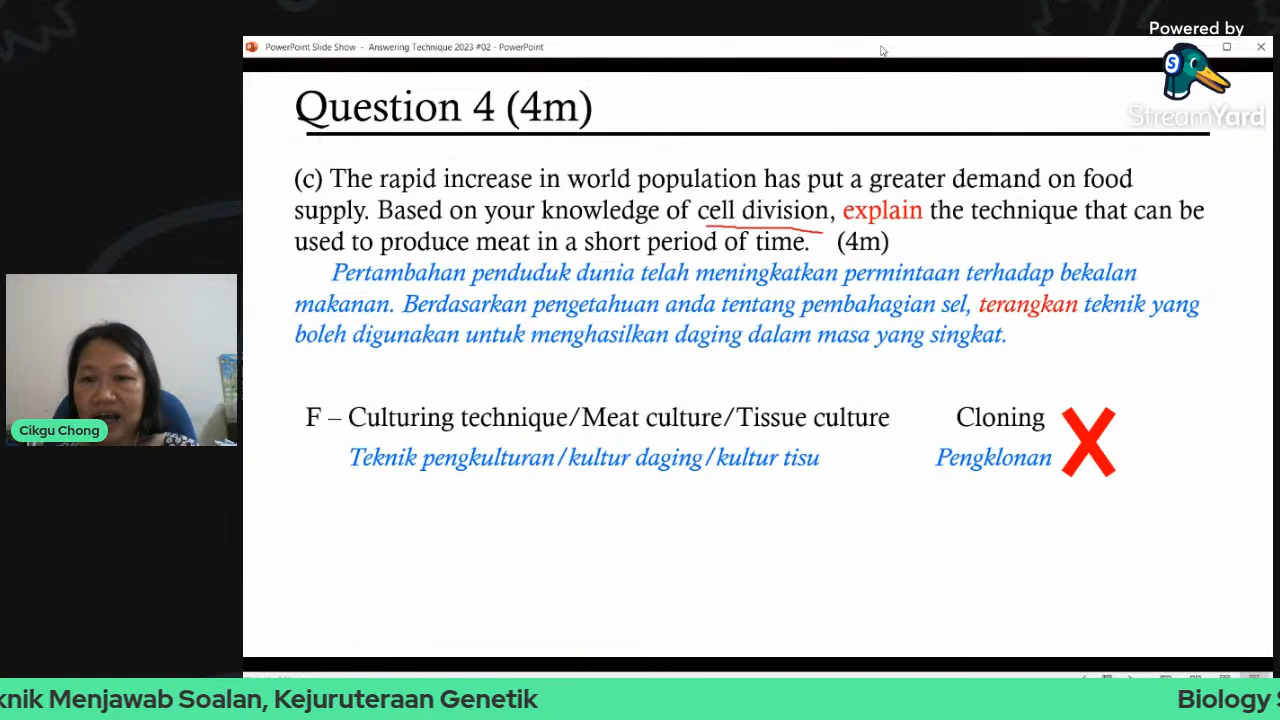 Powered by
StreamYard
PowerPoint Slide Show - Answering Technique 2023 #02 - PowerPoint
Question 4 (4m)
(c) The rapid increase in world population has put a greater demand on food
supply. Based on your knowledge of cell division, explain the technique that can be
used to produce meat in a short period of time. (4m)
Pertambahan penduduk dunia telah meningkatkan permintaan terhadap bekalan
makanan. Berdasarkan pengetahuan anda tentang pembahagian sel, terangkan teknik yang
boleh digunakan untuk menghasilkan daging dalam masa yang singkat.
F – Culturing technique/Meat culture/Tissue culture Cloning
Teknik pengkulturan/kultur daging/kultur tisu Pengklonan
Cikgu Chong
knik Menjawab Soalan, Kejuruteraan Genetik Biology S